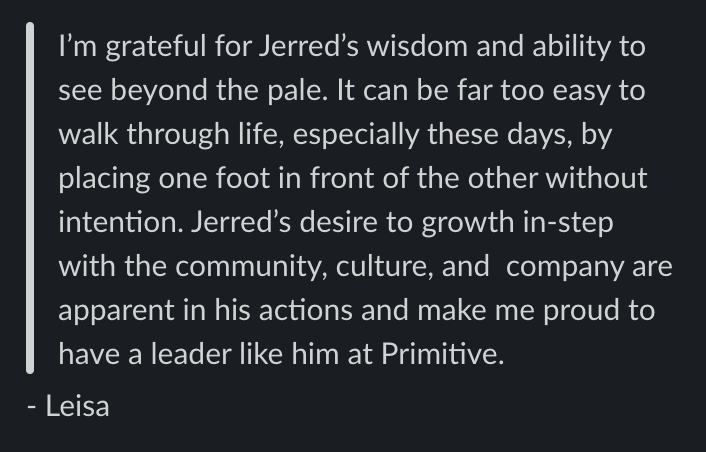 I’m grateful for Jerred’s wisdom and ability to
see beyond the pale. It can be far too easy to
walk through life, especially these days, by
placing one foot in front of the other without
intention. Jerred’s desire to growth in-step
with the community, culture, and  company are
apparent in his actions and make me proud to
have a leader like him at Primitive.
- Leisa